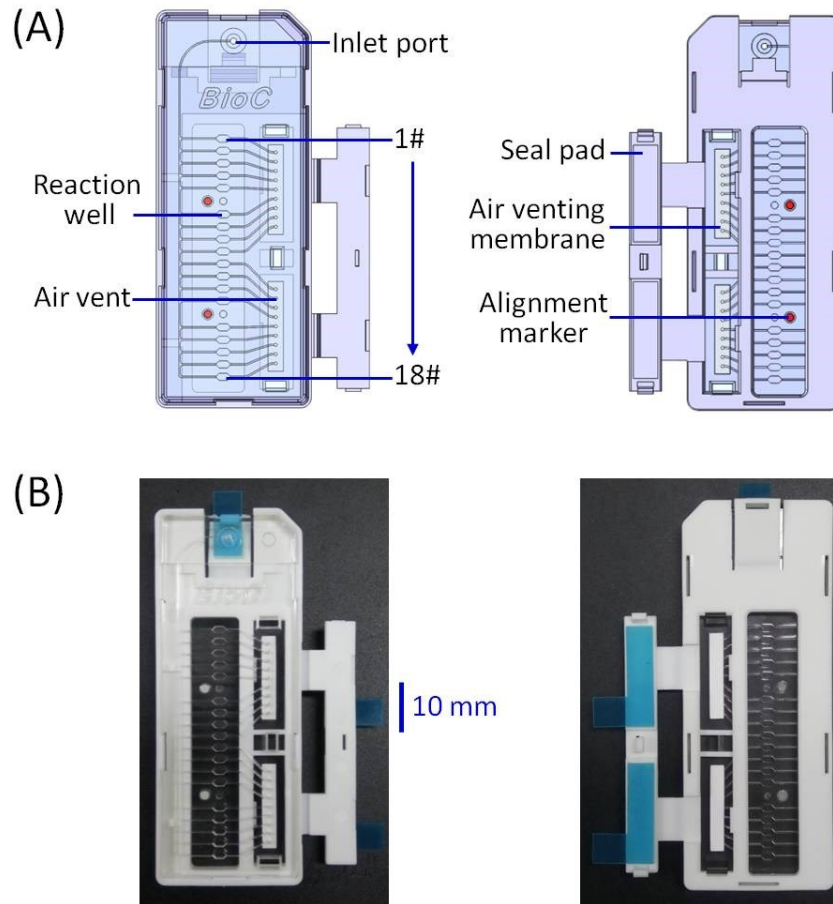 (A)
Inlet port
BioC
1#
Reaction
well
Air vent
18#
Seal pad
Air venting
membrane
Alignment
marker
(B)
10 mm